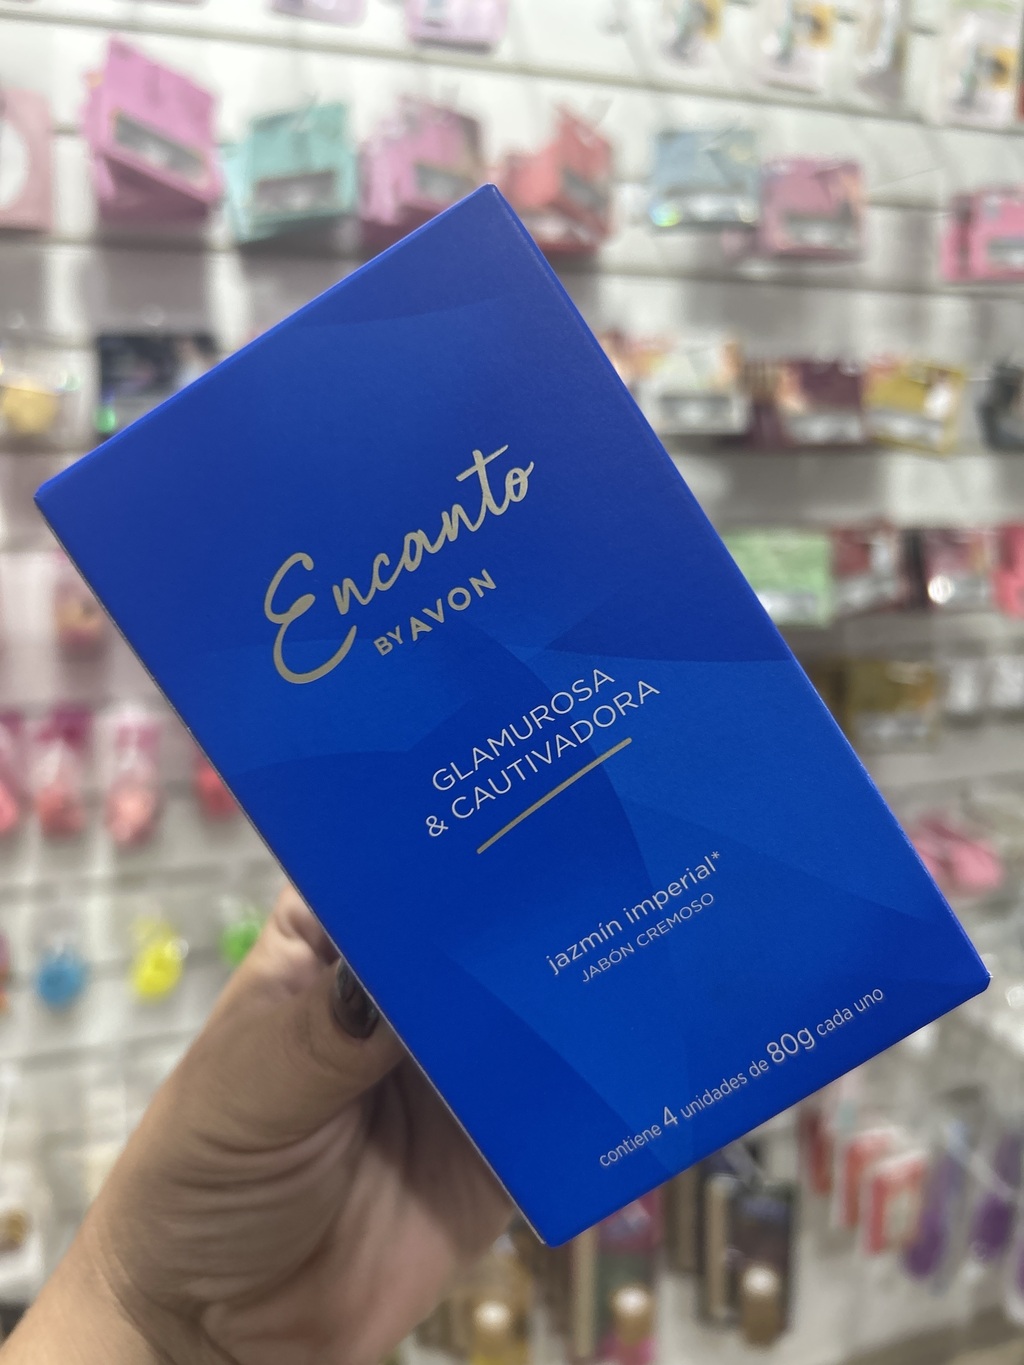 Encanto
BY AVON
GLAMUROSA
& CAUTIVADORA
jazmín imperial*
JABÓN CREMOSO
contiene 4 unidades de 80g cada uno